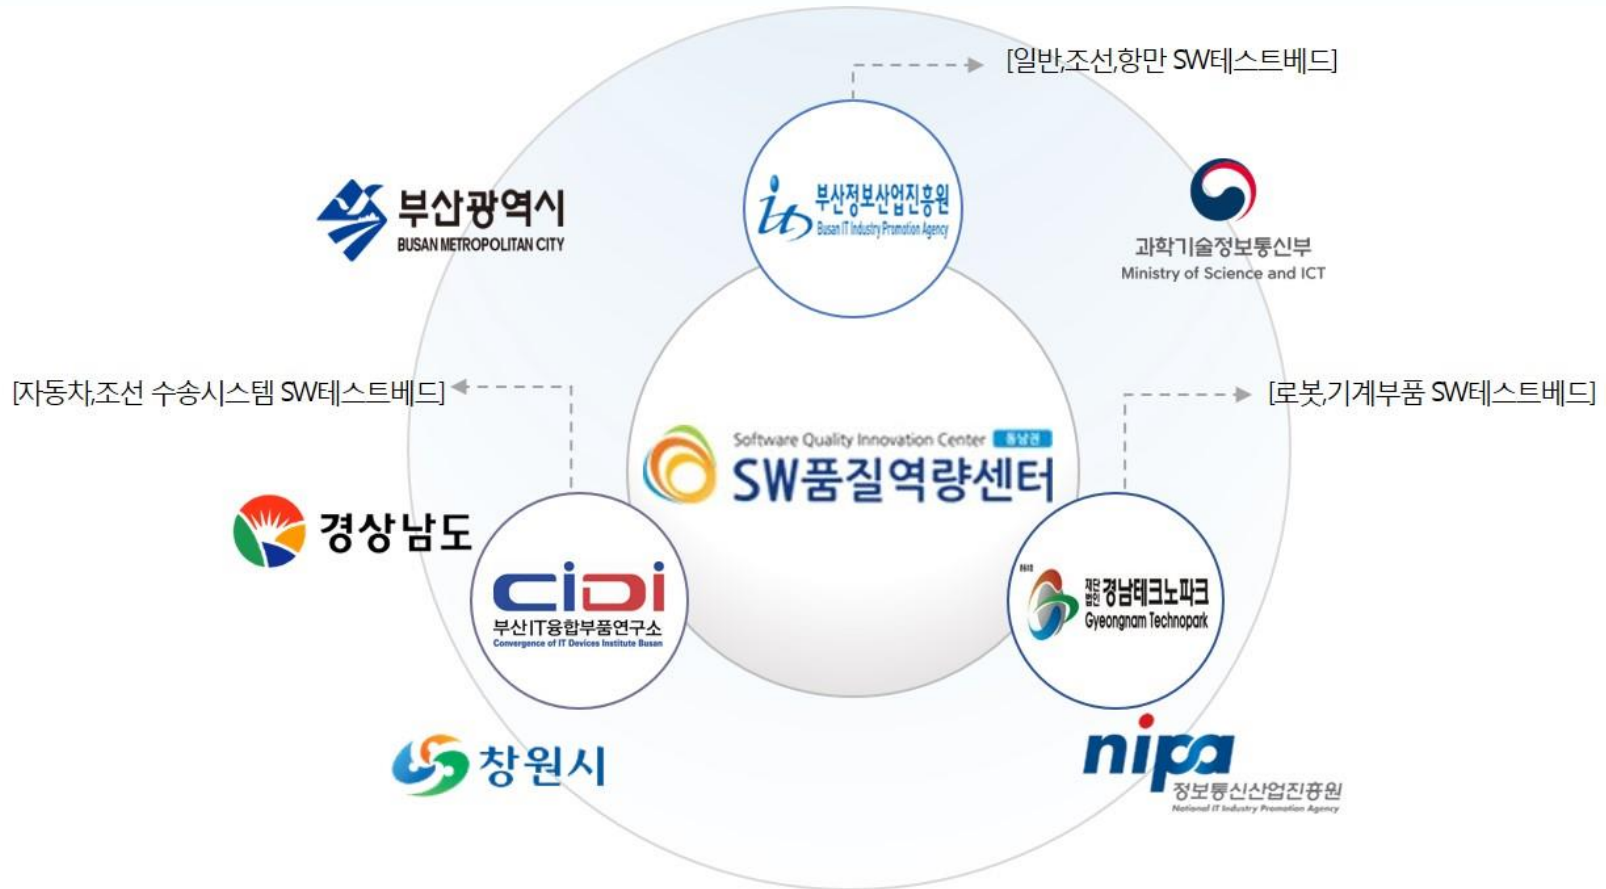 [일반,조선,항만 SW테스트베드]
부산정보산업진흥원
Busan IT Industry Promotion Agency
부산광역시
BUSAN METROPOLITAN CITY
과학기술정보통신부
Ministry of Science and ICT
[자동차,조선 수송시스템 SW테스트베드]
[로봇,기계부품 SW테스트베드]
Software Quality Innovation Center 동남권
SW품질역량센터
경상남도
CiDi
부산IT융합부품연구소
Convergence of IT Devices Institute Busan
재단법인 경남테크노파크
Gyeongnam Technopark
창원시
nipa
정보통신산업진흥원
National IT Industry Promotion Agency